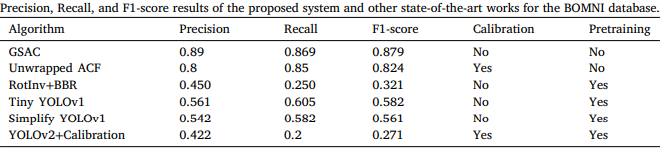 Precision, Recall, and F1-score results of the proposed system and other state-of-the-art works for the BOMNI database.
Algorithm Precision Recall F1-score Calibration Pretraining
GSAC 0.89 0.869 0.879 No No
Unwrapped ACF 0.8 0.85 0.824 Yes No
RotInv+BBR 0.450 0.250 0.321 No Yes
Tiny YOLOv1 0.561 0.605 0.582 No Yes
Simplify YOLOv1 0.542 0.582 0.561 No Yes
YOLOv2+Calibration 0.422 0.2 0.271 Yes Yes